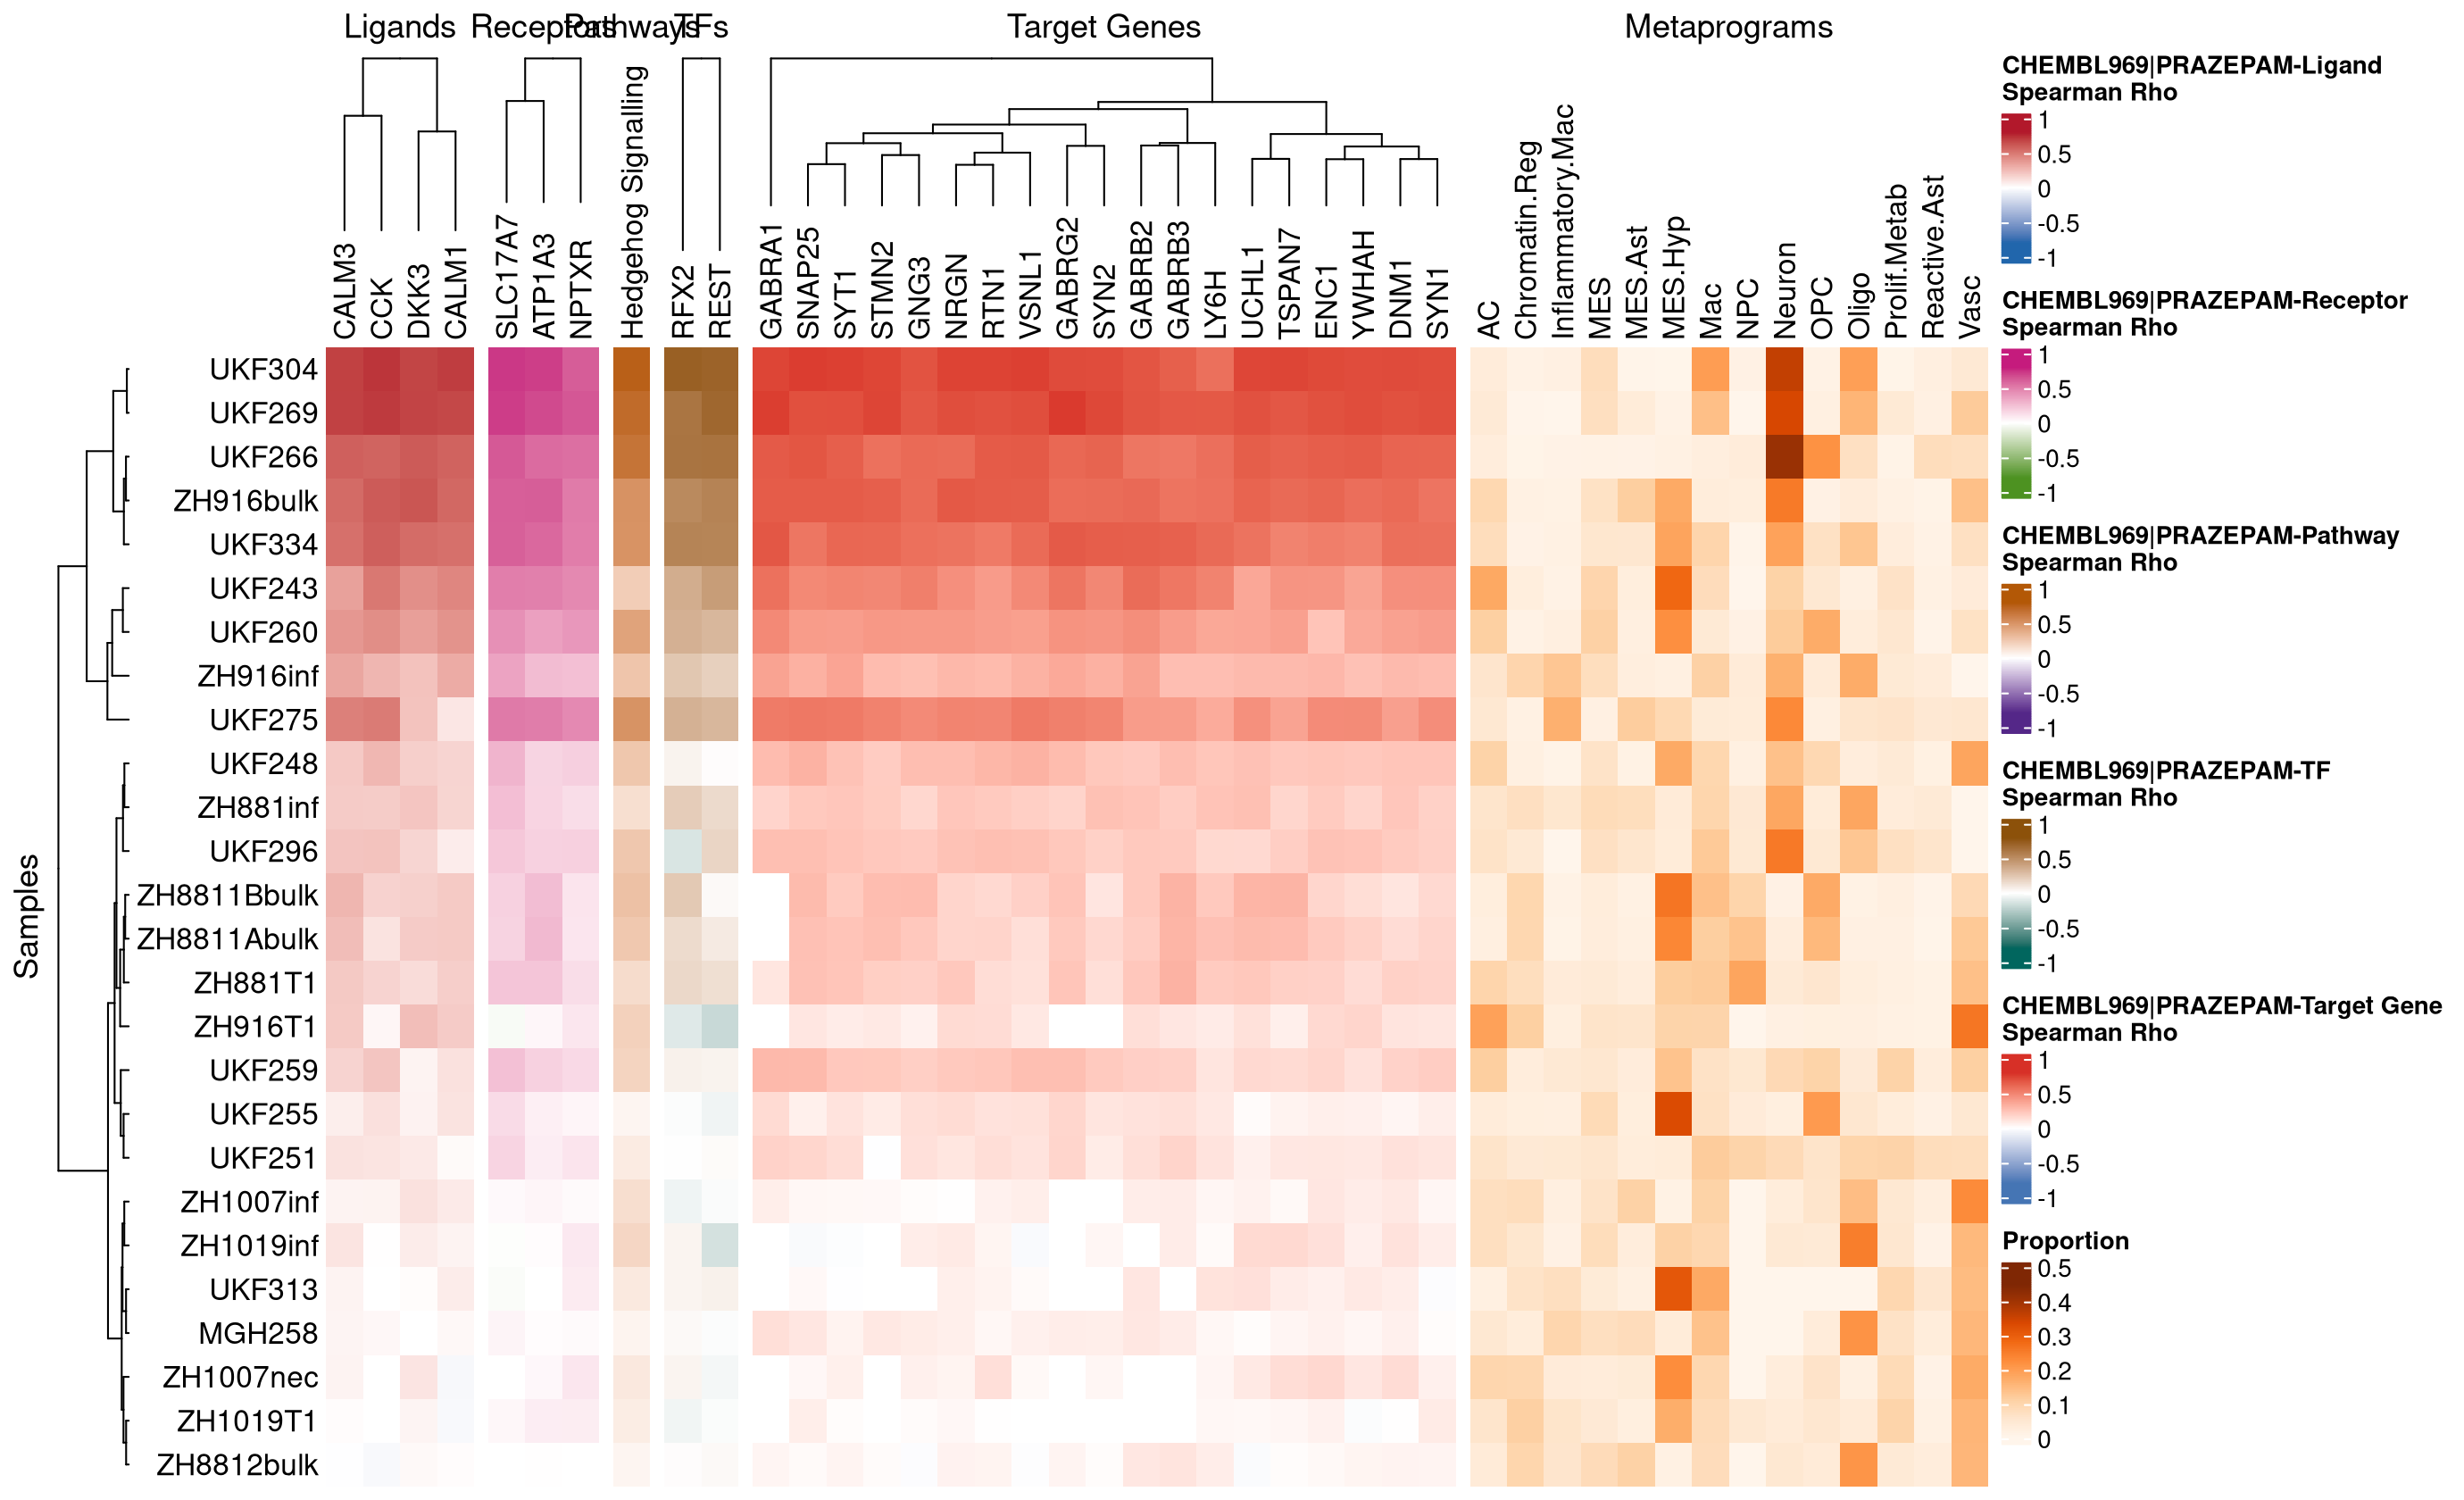 Ligands
Receptors
Pathways
TFs
Target Genes
Metaprograms
CALM3
CCK
DKK3
CALM1
SLC17A7
ATP1A3
NPTXR
Hedgehog Signalling
RFX2
REST
GABRA1
SNAP25
SYT1
STMN2
GNG3
NRGN
RTN1
VSNL1
GABRG2
SYN2
GABRB2
GABRB3
LY6H
UCHL1
TSPAN7
ENC1
YWHAH
DNM1
SYN1
AC
Chromatin.Reg
Inflammatory.Mac
MES
MES.Ast
MES.Hyp
Mac
NPC
Neuron
OPC
Oligo
Prolif.Metab
Reactive.Ast
Vasc
Samples
UKF304
UKF269
UKF266
ZH916bulk
UKF334
UKF243
UKF260
ZH916inf
UKF275
UKF248
ZH881inf
UKF296
ZH8811Bbulk
ZH8811Abulk
ZH881T1
ZH916T1
UKF259
UKF255
UKF251
ZH1007inf
ZH1019inf
UKF313
MGH258
ZH1007nec
ZH1019T1
ZH8812bulk
CHEMBL969|PRAZEPAM-Ligand
Spearman Rho
1
0.5
0
-0.5
-1
CHEMBL969|PRAZEPAM-Receptor
Spearman Rho
1
0.5
0
-0.5
-1
CHEMBL969|PRAZEPAM-Pathway
Spearman Rho
1
0.5
0
-0.5
-1
CHEMBL969|PRAZEPAM-TF
Spearman Rho
1
0.5
0
-0.5
-1
CHEMBL969|PRAZEPAM-Target Gene
Spearman Rho
1
0.5
0
-0.5
-1
Proportion
0.5
0.4
0.3
0.2
0.1
0